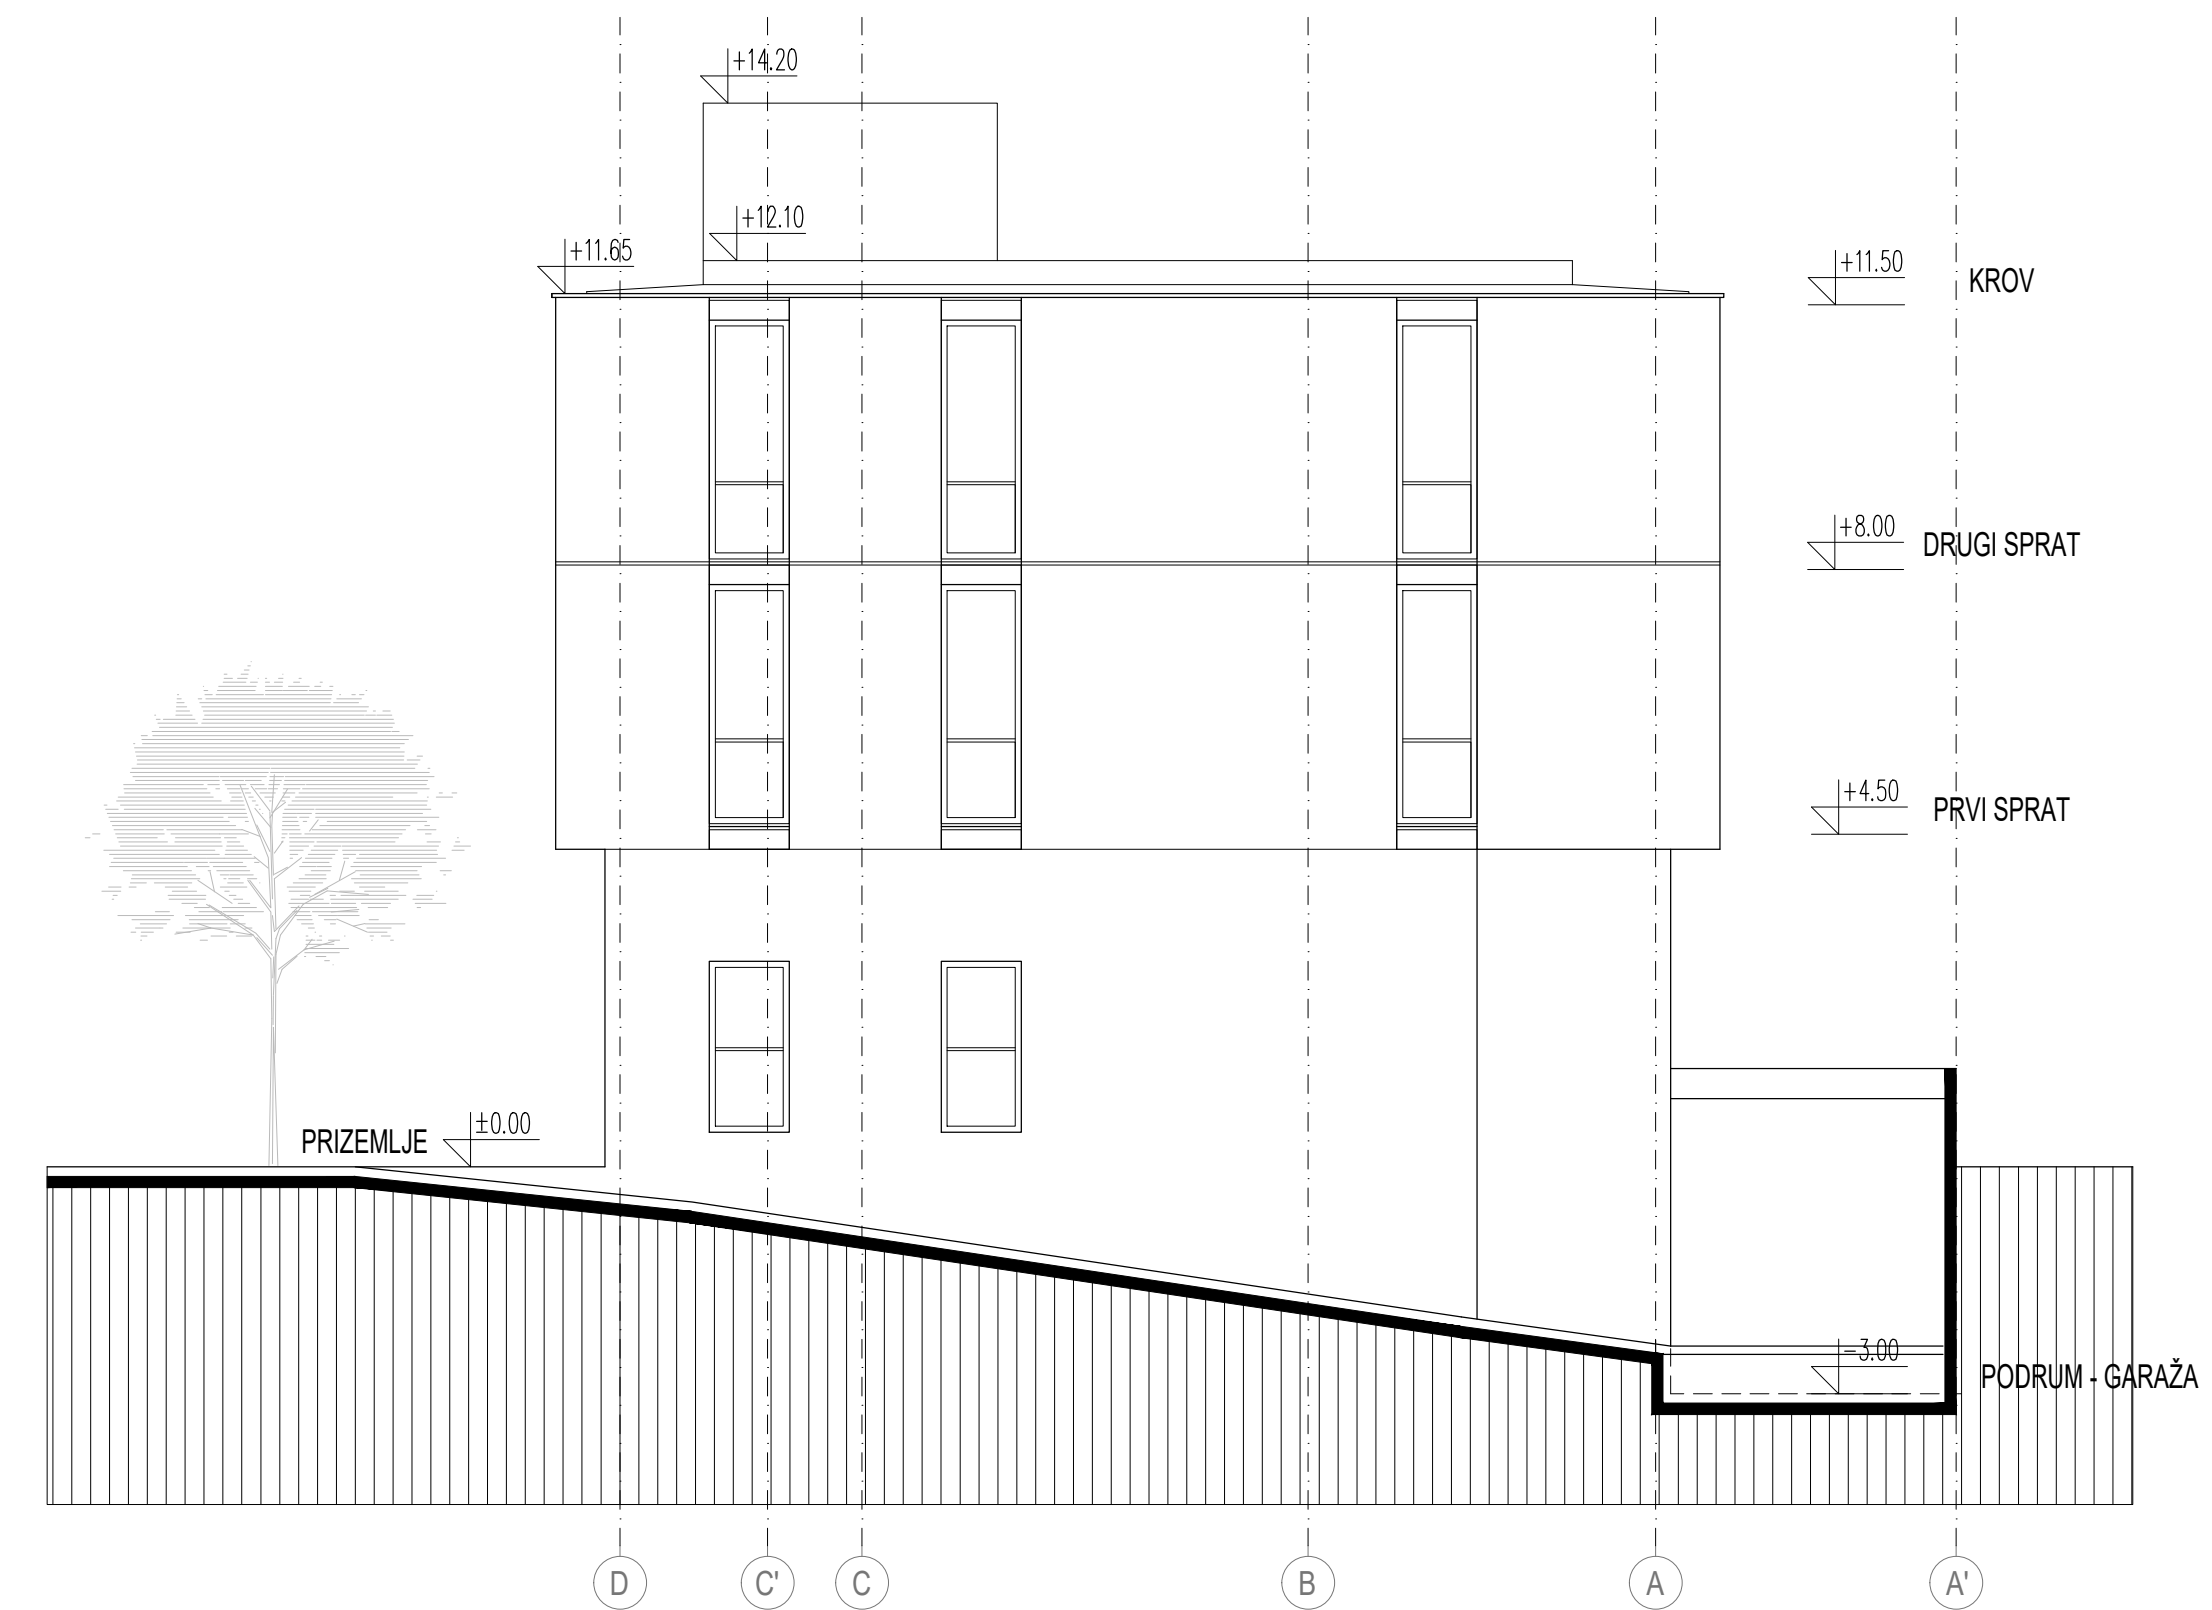 +14.20
+12.10
+11.65
+11.50 KROV
+8.00 DRUGI SPRAT
+4.50 PRVI SPRAT
PRIZEMLJE ±0.00
-3.00 PODRUM - GARAŽA
D C' C B A A'